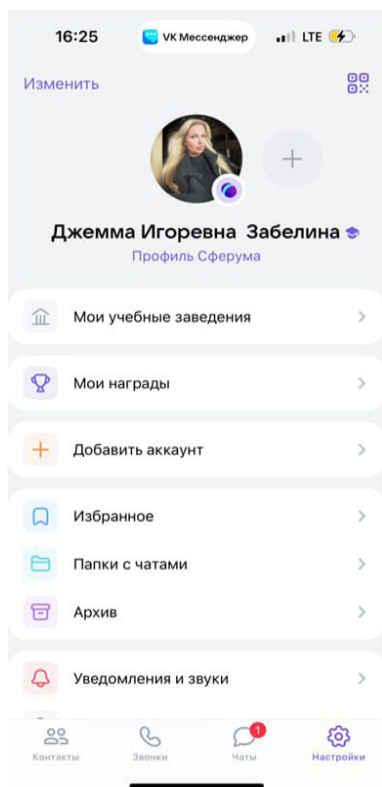 16:25
VK Мессенджер
LTE
Изменить
Джемма Игоревна Забелина
Профиль Сферума
Мои учебные заведения
Мои награды
Добавить аккаунт
Избранное
Папки с чатами
Архив
Уведомления и звуки
1
Контакты
Звонки
Чаты
Настройки